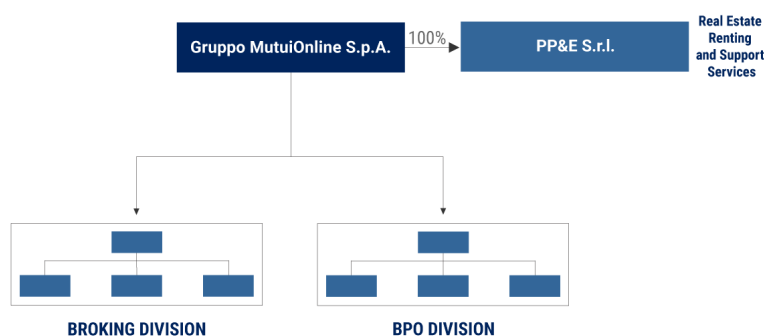 Gruppo MutuiOnline S.p.A.
100%
PP&E S.r.l.
Real Estate
Renting
and Support
Services
BROKING DIVISION
BPO DIVISION